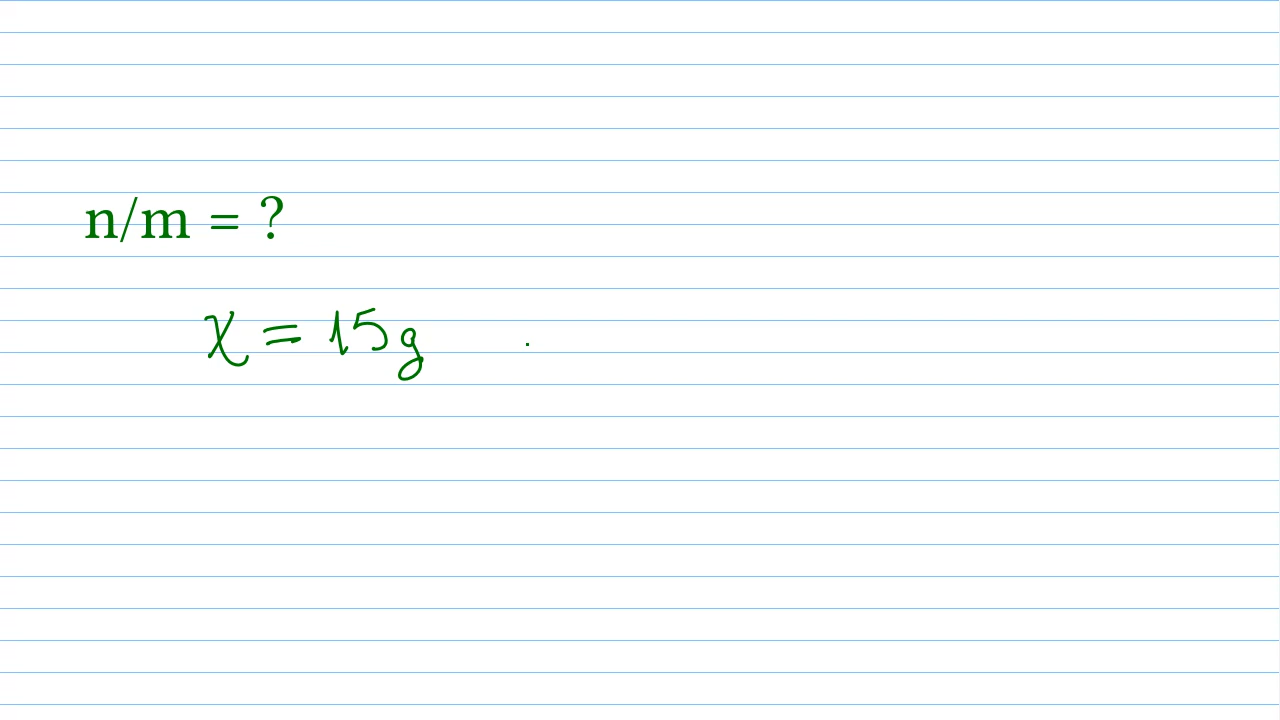 n/m = ?
χ = 15g